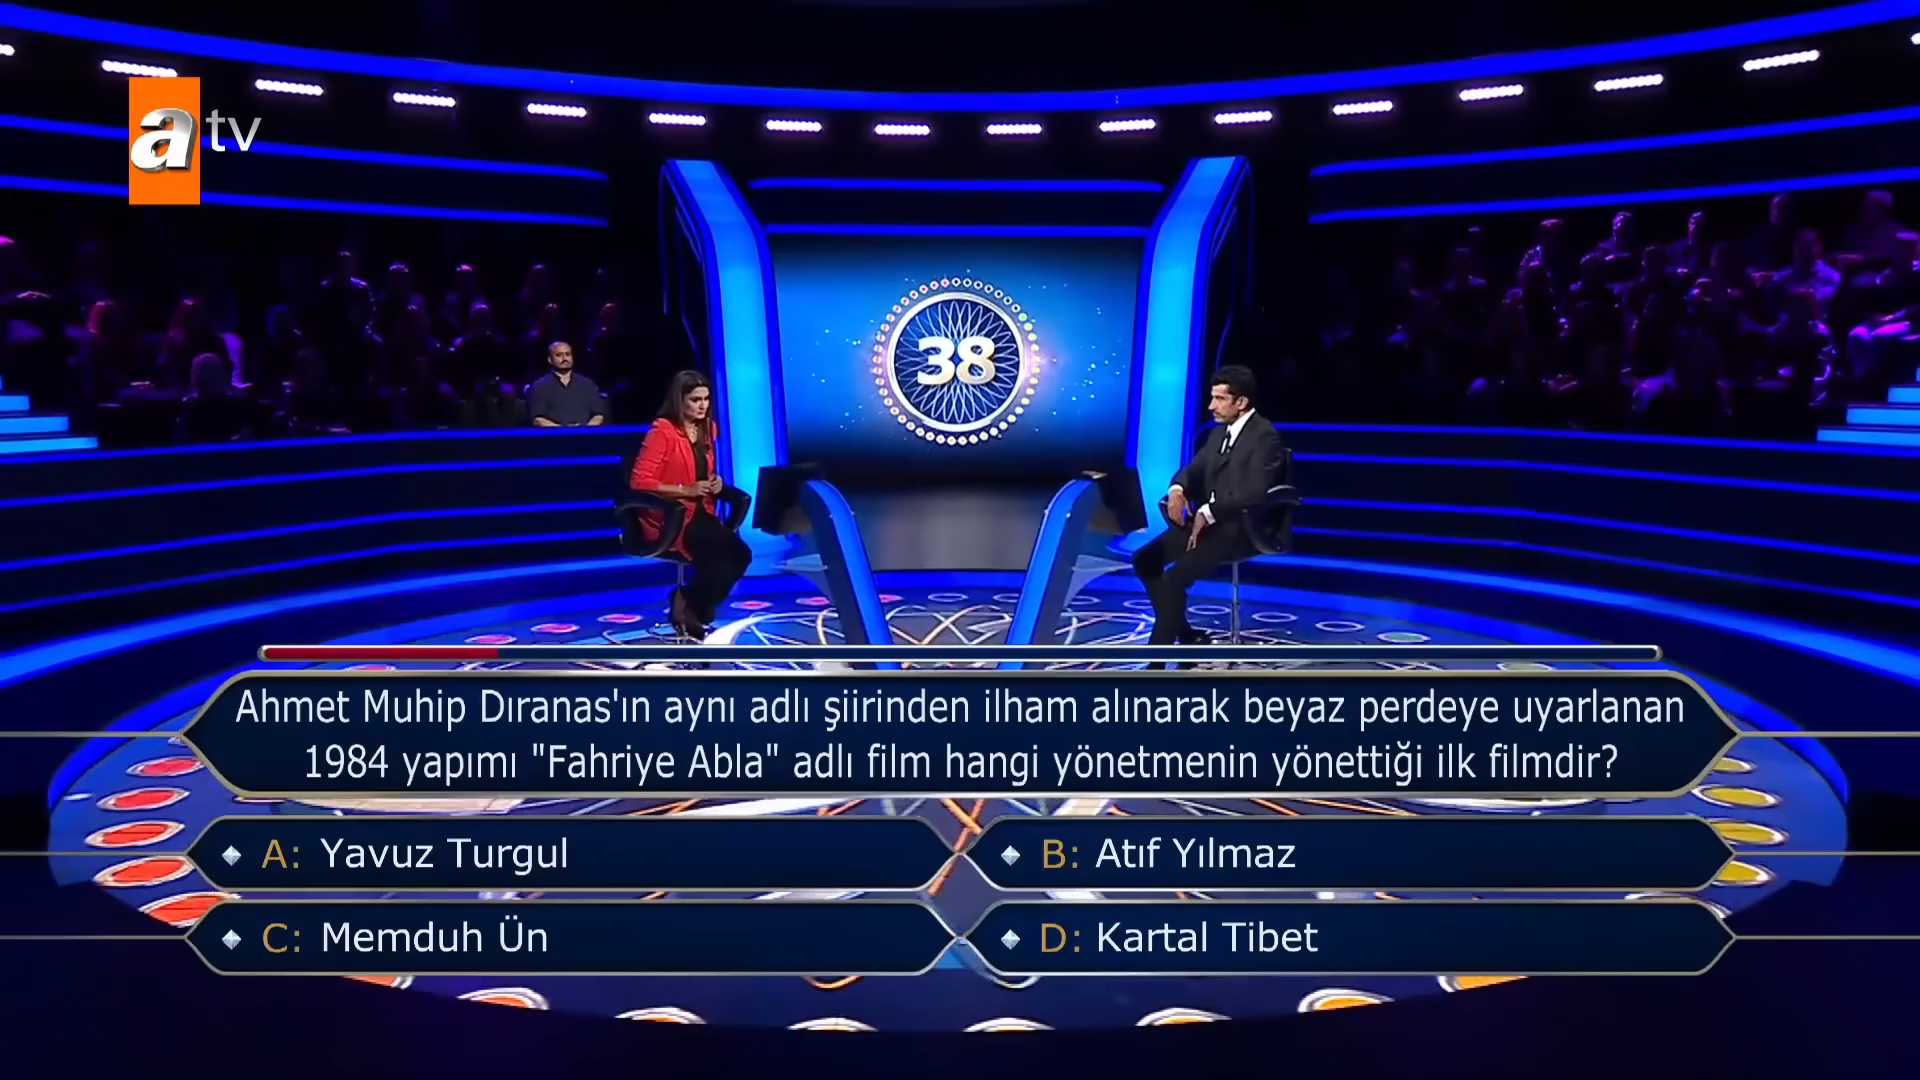 atv
38
Ahmet Muhip Dıranas'ın aynı adlı şiirinden ilham alınarak beyaz perdeye uyarlanan
1984 yapımı "Fahriye Abla" adlı film hangi yönetmenin yönettiği ilk filmdir?
A: Yavuz Turgul
B: Atıf Yılmaz
C: Memduh Ün
D: Kartal Tibet